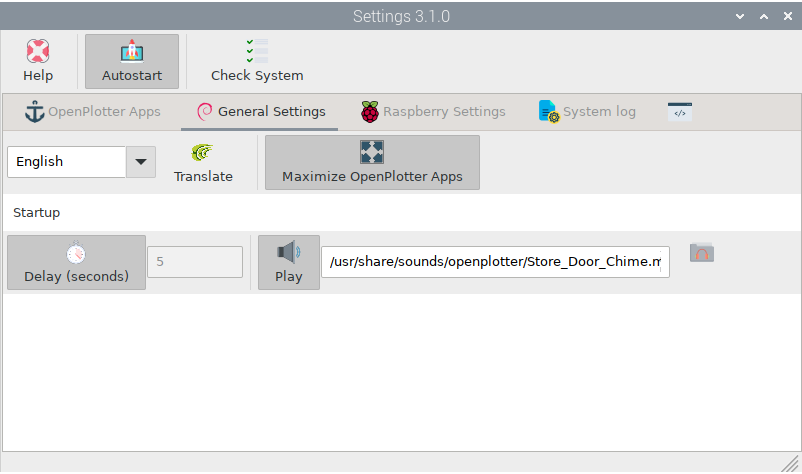 Settings 3.1.0
Help
Autostart
Check System
OpenPlotter Apps
General Settings
Raspberry Settings
System log
</>
English
Translate
Maximize OpenPlotter Apps
Startup
Delay (seconds)
5
Play
/usr/share/sounds/openplotter/Store_Door_Chime.m